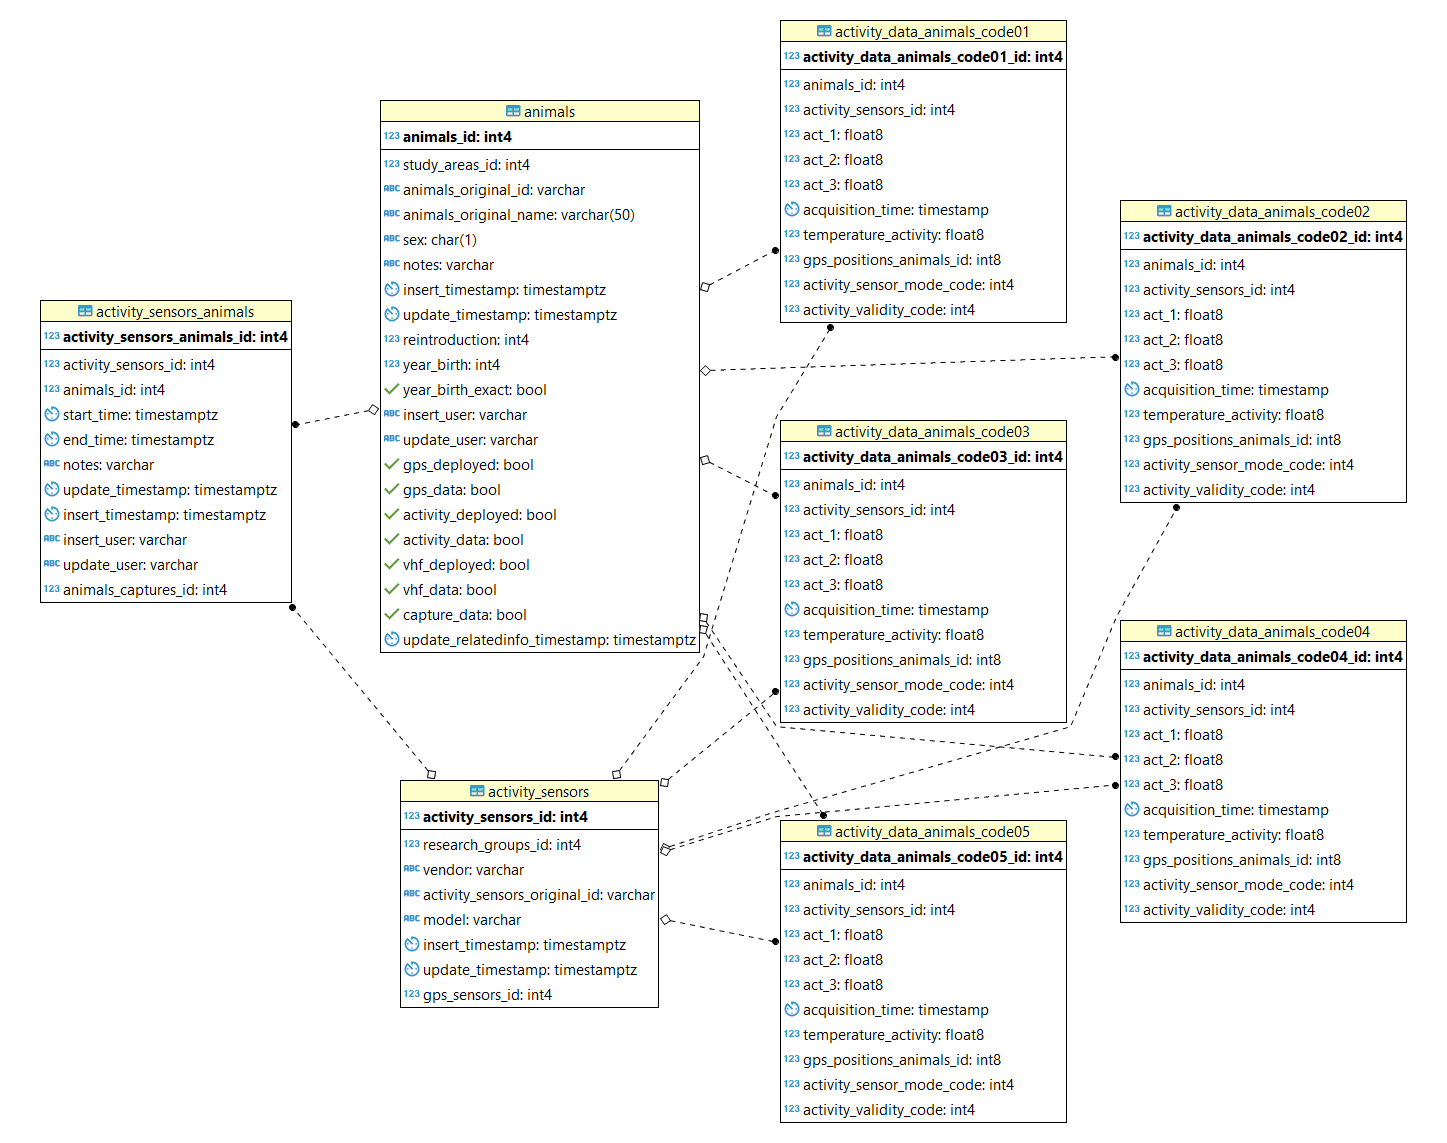 activity_sensors_animals
123 activity_sensors_animals_id: int4
123 activity_sensors_id: int4
123 animals_id: int4
start_time: timestamptz
end_time: timestamptz
ABC notes: varchar
update_timestamp: timestamptz
insert_timestamp: timestamptz
ABC insert_user: varchar
ABC update_user: varchar
123 animals_captures_id: int4
animals
123 animals_id: int4
123 study_areas_id: int4
ABC animals_original_id: varchar
ABC animals_original_name: varchar(50)
ABC sex: char(1)
ABC notes: varchar
insert_timestamp: timestamptz
update_timestamp: timestamptz
123 reintroduction: int4
123 year_birth: int4
year_birth_exact: bool
ABC insert_user: varchar
ABC update_user: varchar
gps_deployed: bool
gps_data: bool
activity_deployed: bool
activity_data: bool
vhf_deployed: bool
vhf_data: bool
capture_data: bool
update_relatedinfo_timestamp: timestamptz
activity_sensors
123 activity_sensors_id: int4
123 research_groups_id: int4
ABC vendor: varchar
ABC activity_sensors_original_id: varchar
ABC model: varchar
insert_timestamp: timestamptz
update_timestamp: timestamptz
123 gps_sensors_id: int4
activity_data_animals_code01
123 activity_data_animals_code01_id: int4
123 animals_id: int4
123 activity_sensors_id: int4
123 act_1: float8
123 act_2: float8
123 act_3: float8
acquisition_time: timestamp
123 temperature_activity: float8
123 gps_positions_animals_id: int8
123 activity_sensor_mode_code: int4
123 activity_validity_code: int4
activity_data_animals_code03
123 activity_data_animals_code03_id: int4
123 animals_id: int4
123 activity_sensors_id: int4
123 act_1: float8
123 act_2: float8
123 act_3: float8
acquisition_time: timestamp
123 temperature_activity: float8
123 gps_positions_animals_id: int8
123 activity_sensor_mode_code: int4
123 activity_validity_code: int4
activity_data_animals_code05
123 activity_data_animals_code05_id: int4
123 animals_id: int4
123 activity_sensors_id: int4
123 act_1: float8
123 act_2: float8
123 act_3: float8
acquisition_time: timestamp
123 temperature_activity: float8
123 gps_positions_animals_id: int8
123 activity_sensor_mode_code: int4
123 activity_validity_code: int4
activity_data_animals_code02
123 activity_data_animals_code02_id: int4
123 animals_id: int4
123 activity_sensors_id: int4
123 act_1: float8
123 act_2: float8
123 act_3: float8
acquisition_time: timestamp
123 temperature_activity: float8
123 gps_positions_animals_id: int8
123 activity_sensor_mode_code: int4
123 activity_validity_code: int4
activity_data_animals_code04
123 activity_data_animals_code04_id: int4
123 animals_id: int4
123 activity_sensors_id: int4
123 act_1: float8
123 act_2: float8
123 act_3: float8
acquisition_time: timestamp
123 temperature_activity: float8
123 gps_positions_animals_id: int8
123 activity_sensor_mode_code: int4
123 activity_validity_code: int4